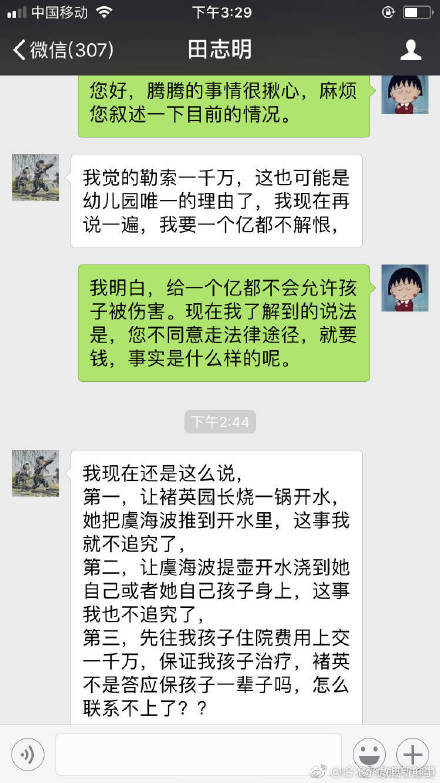 中国移动 下午3:29
微信(307) 田志明
您好，腾腾的事情很揪心，麻烦
您叙述一下目前的情况。
我觉的勒索一千万，这也可能是
幼儿园唯一的理由了，我现在再
说一遍，我要一个亿都不解恨，
我明白，给一个亿都不会允许孩
子被伤害。现在我了解到的说法
是，您不同意走法律途径，就要
钱，事实是什么样的呢。
下午2:44
我现在还是这么说，
第一，让褚英园长烧一锅开水，
她把虞海波推到开水里，这事我
就不追究了，
第二，让虞海波提壶开水浇到她
自己或者她自己孩子身上，这事
我也不追究了，
第三，先往我孩子住院费用上交
一千万，保证我孩子治疗，褚英
不是答应保孩子一辈子吗，怎么
联系不上了？？